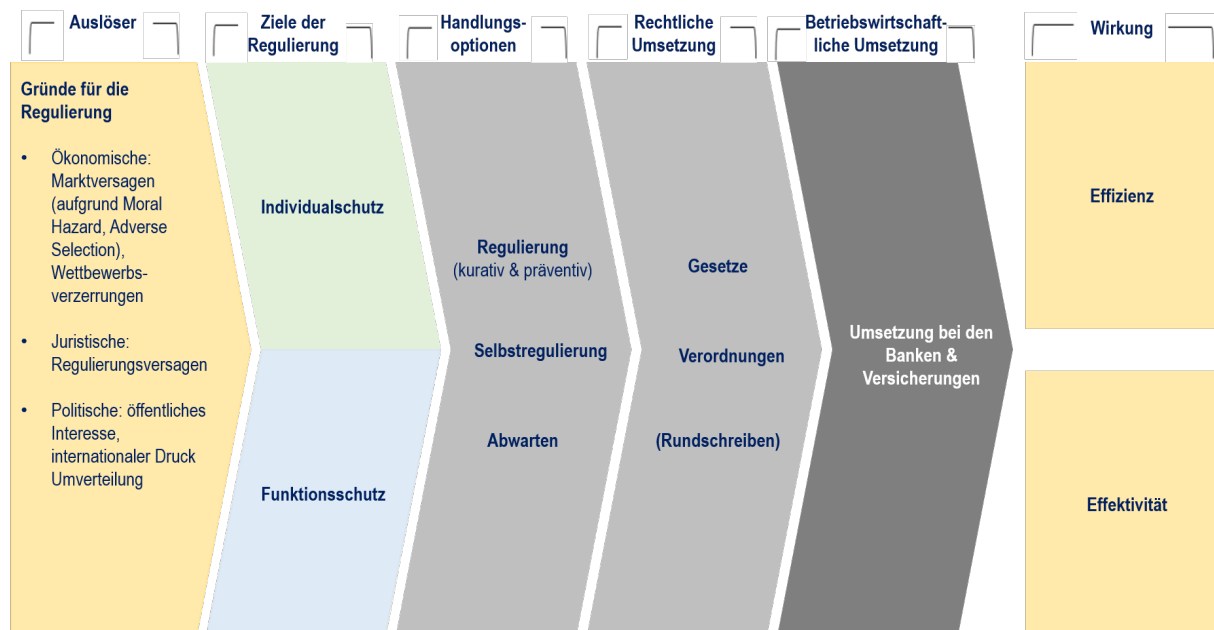 Auslöser
Ziele der
Regulierung
Handlungs-
optionen
Rechtliche
Umsetzung
Betriebswirtschaft-
liche Umsetzung
Wirkung
Gründe für die
Regulierung
• Ökonomische:
Marktversagen
(aufgrund Moral
Hazard, Adverse
Selection),
Wettbewerbs-
verzerrungen
• Juristische:
Regulierungsversagen
• Politische: öffentliches
Interesse,
internationaler Druck
Umverteilung
Individualschutz
Funktionsschutz
Regulierung
(kurativ & präventiv)
Selbstregulierung
Abwarten
Gesetze
Verordnungen
(Rundschreiben)
Umsetzung bei den
Banken &
Versicherungen
Effizienz
Effektivität